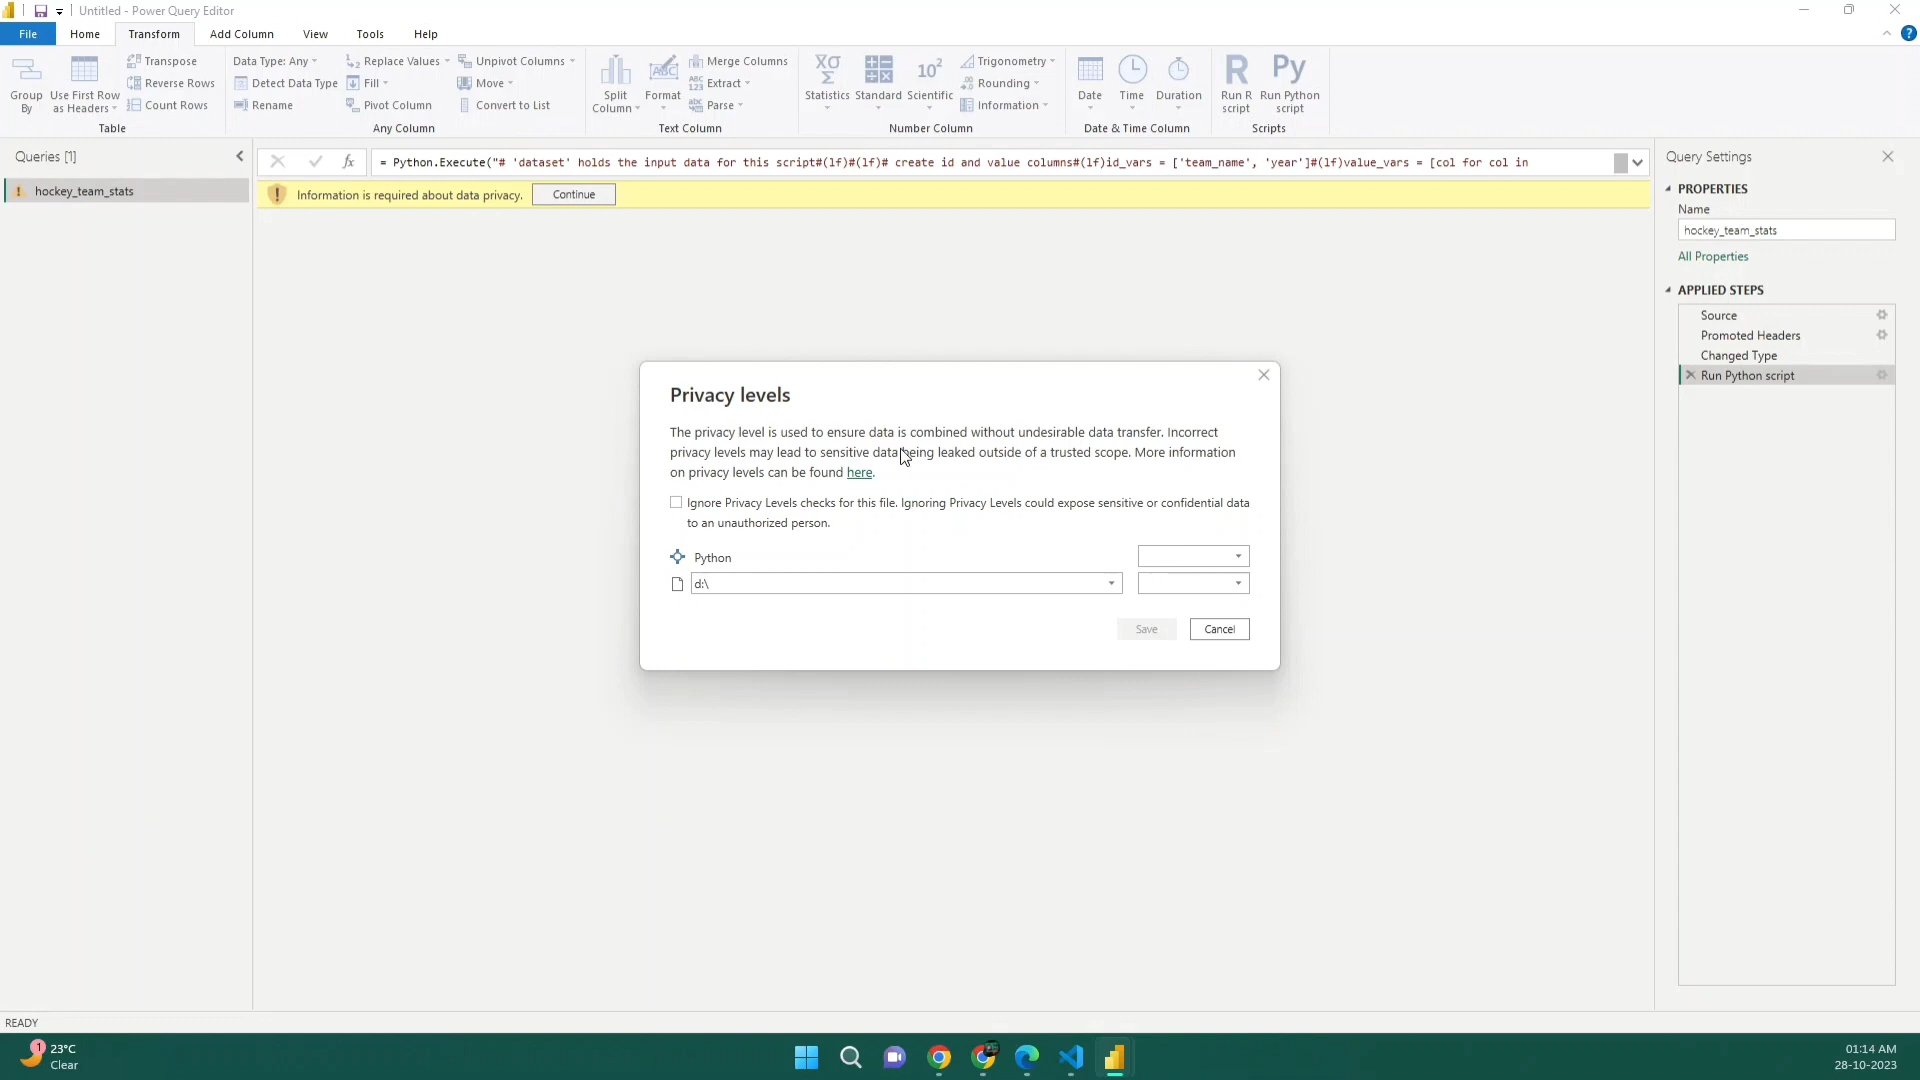 Untitled - Power Query Editor
File Home Transform Add Column View Tools Help
Group By
Use First Row as Headers
Transpose
Reverse Rows
Count Rows
Table
Data Type: Any
Detect Data Type
Rename
Replace Values
Fill
Pivot Column
Unpivot Columns
Move
Convert to List
Any Column
Split Column
Format
ABC
Merge Columns
ABC 123 Extract
abc Parse
Text Column
Statistics
Standard
10² Scientific
Trigonometry
Rounding
Information
Number Column
Date
Time
Duration
Date & Time Column
R Run R script
Py Run Python script
Scripts
Queries [1]
hockey_team_stats
fx
= Python.Execute("# 'dataset' holds the input data for this script#(lf)#(lf)# create id and value columns#(lf)id_vars = ['team_name', 'year']#(lf)value_vars = [col for col in
Information is required about data privacy. Continue
Privacy levels
The privacy level is used to ensure data is combined without undesirable data transfer. Incorrect
privacy levels may lead to sensitive data being leaked outside of a trusted scope. More information
on privacy levels can be found here.
Ignore Privacy Levels checks for this file. Ignoring Privacy Levels could expose sensitive or confidential data
to an unauthorized person.
Python
d:\
Save Cancel
Query Settings
PROPERTIES
Name
hockey_team_stats
All Properties
APPLIED STEPS
Source
Promoted Headers
Changed Type
Run Python script
READY
1
23°C
Clear
01:14 AM
28-10-2023